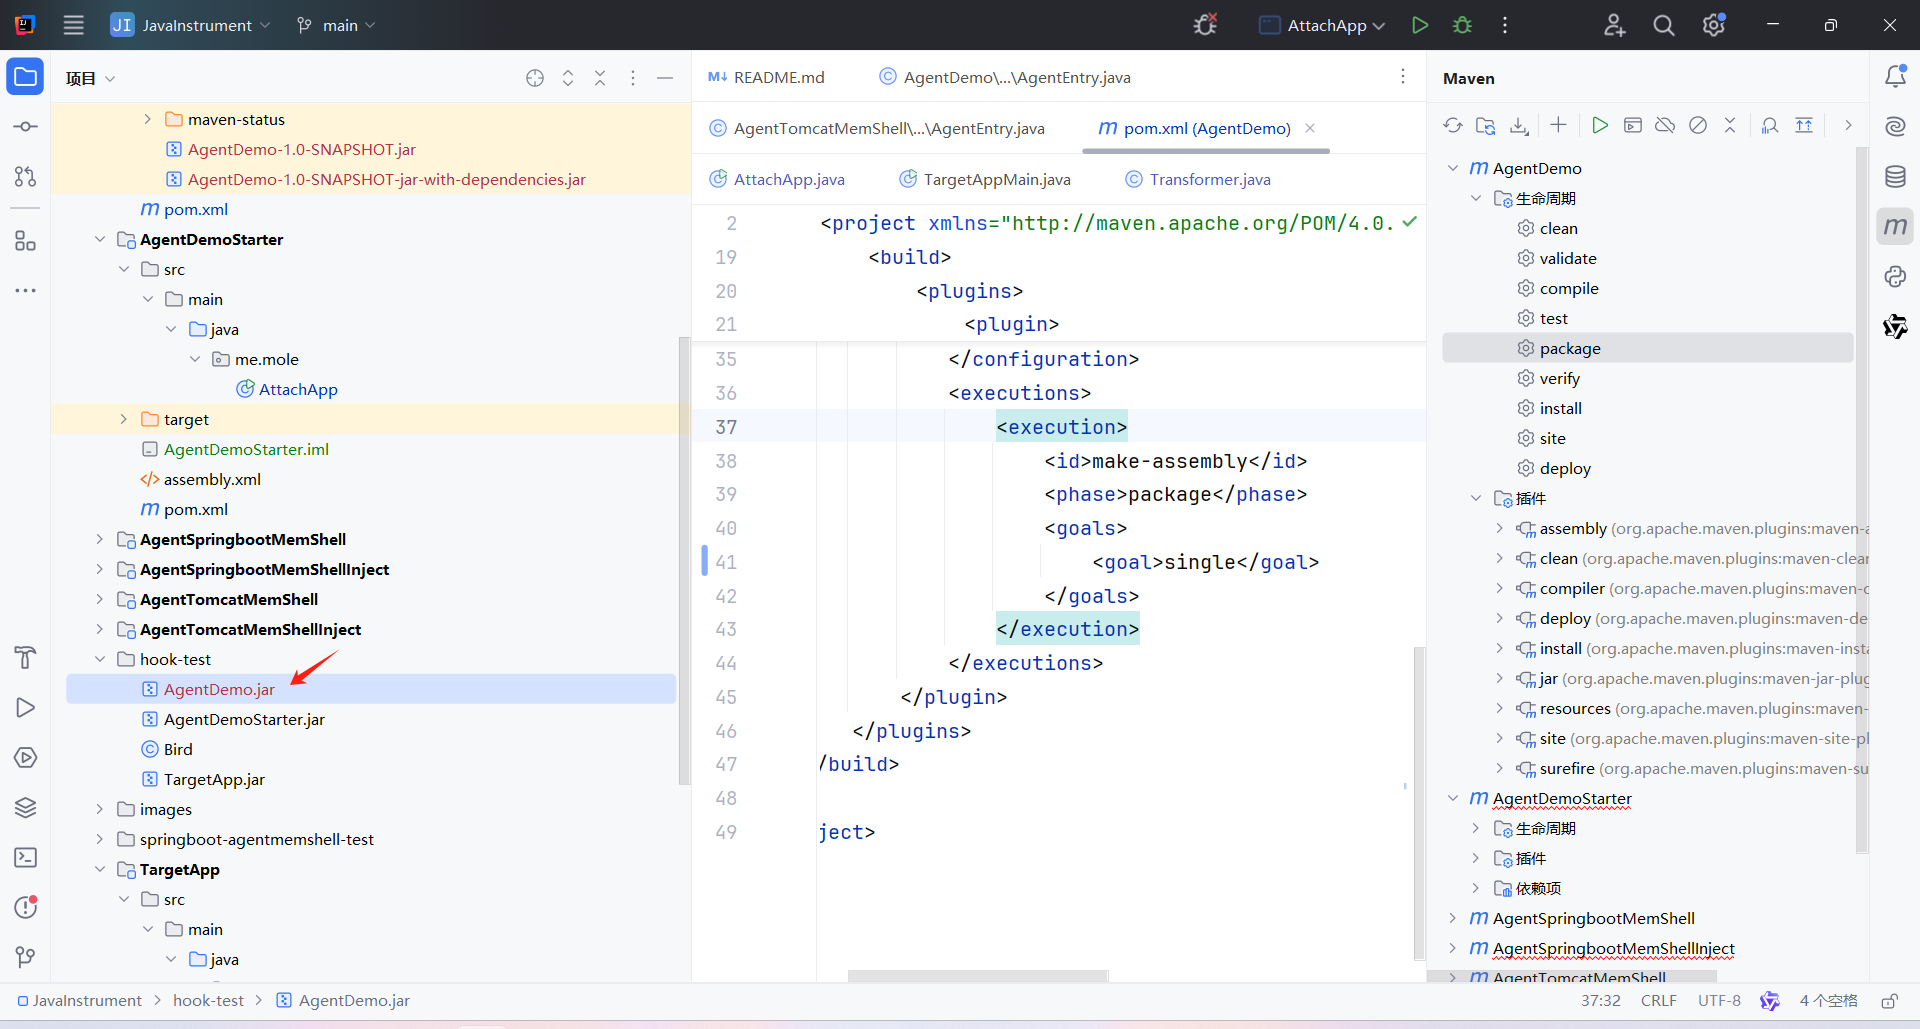 JI JavaInstrument main AttachApp
项目
maven-status
AgentDemo-1.0-SNAPSHOT.jar
AgentDemo-1.0-SNAPSHOT-jar-with-dependencies.jar
m pom.xml
AgentDemoStarter
src
main
java
me.mole
AttachApp
target
AgentDemoStarter.iml
</> assembly.xml
m pom.xml
AgentSpringbootMemShell
AgentSpringbootMemShellInject
AgentTomcatMemShell
AgentTomcatMemShellInject
hook-test
AgentDemo.jar
AgentDemoStarter.jar
Bird
TargetApp.jar
images
springboot-agentmemshell-test
TargetApp
src
main
java
M↓ README.md AgentDemo\...\AgentEntry.java
AgentTomcatMemShell\...\AgentEntry.java m pom.xml (AgentDemo)
AttachApp.java TargetAppMain.java Transformer.java
2 <project xmlns="http://maven.apache.org/POM/4.0.
19 <build>
20 <plugins>
21 <plugin>
35 </configuration>
36 <executions>
37 <execution>
38 <id>make-assembly</id>
39 <phase>package</phase>
40 <goals>
41 <goal>single</goal>
42 </goals>
43 </execution>
44 </executions>
45 </plugin>
46 </plugins>
47 /build>
48
49 ject>
Maven
m AgentDemo
生命周期
clean
validate
compile
test
package
verify
install
site
deploy
插件
assembly (org.apache.maven.plugins:maven-a
clean (org.apache.maven.plugins:maven-clear
compiler (org.apache.maven.plugins:maven-c
deploy (org.apache.maven.plugins:maven-de
install (org.apache.maven.plugins:maven-insta
jar (org.apache.maven.plugins:maven-jar-plug
resources (org.apache.maven.plugins:maven-
site (org.apache.maven.plugins:maven-site-pl
surefire (org.apache.maven.plugins:maven-su
m AgentDemoStarter
生命周期
插件
依赖项
m AgentSpringbootMemShell
m AgentSpringbootMemShellInject
m AgentTomcatMemShell
JavaInstrument > hook-test > AgentDemo.jar 37:32 CRLF UTF-8 4 个空格